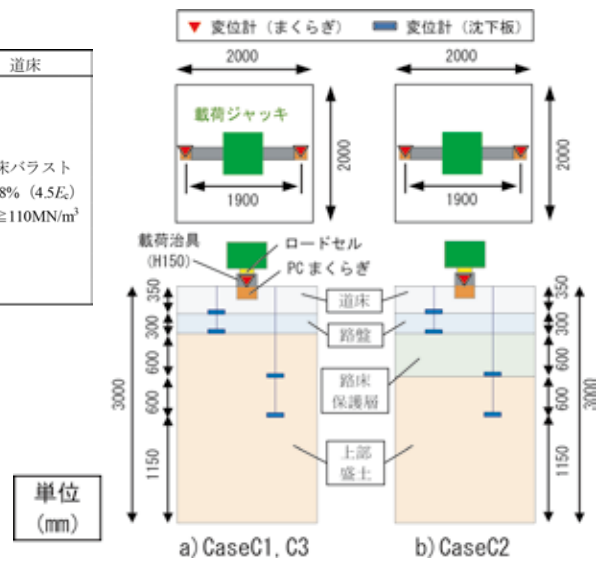 道床
床バラスト
8%（4.5Ec）
≧110MN/m³
▼ 変位計（まくらぎ） 変位計（沈下板）
2000 2000
載荷ジャッキ
2000 2000
1900 1900
載荷治具
(H150)
ロードセル
PCまくらぎ
道床
路盤
路床
保護層
上部
盛土
350 350
300 300
600 600
600 600
1150 1150
3000 3000
単位
(mm)
a) CaseC1, C3 b) CaseC2